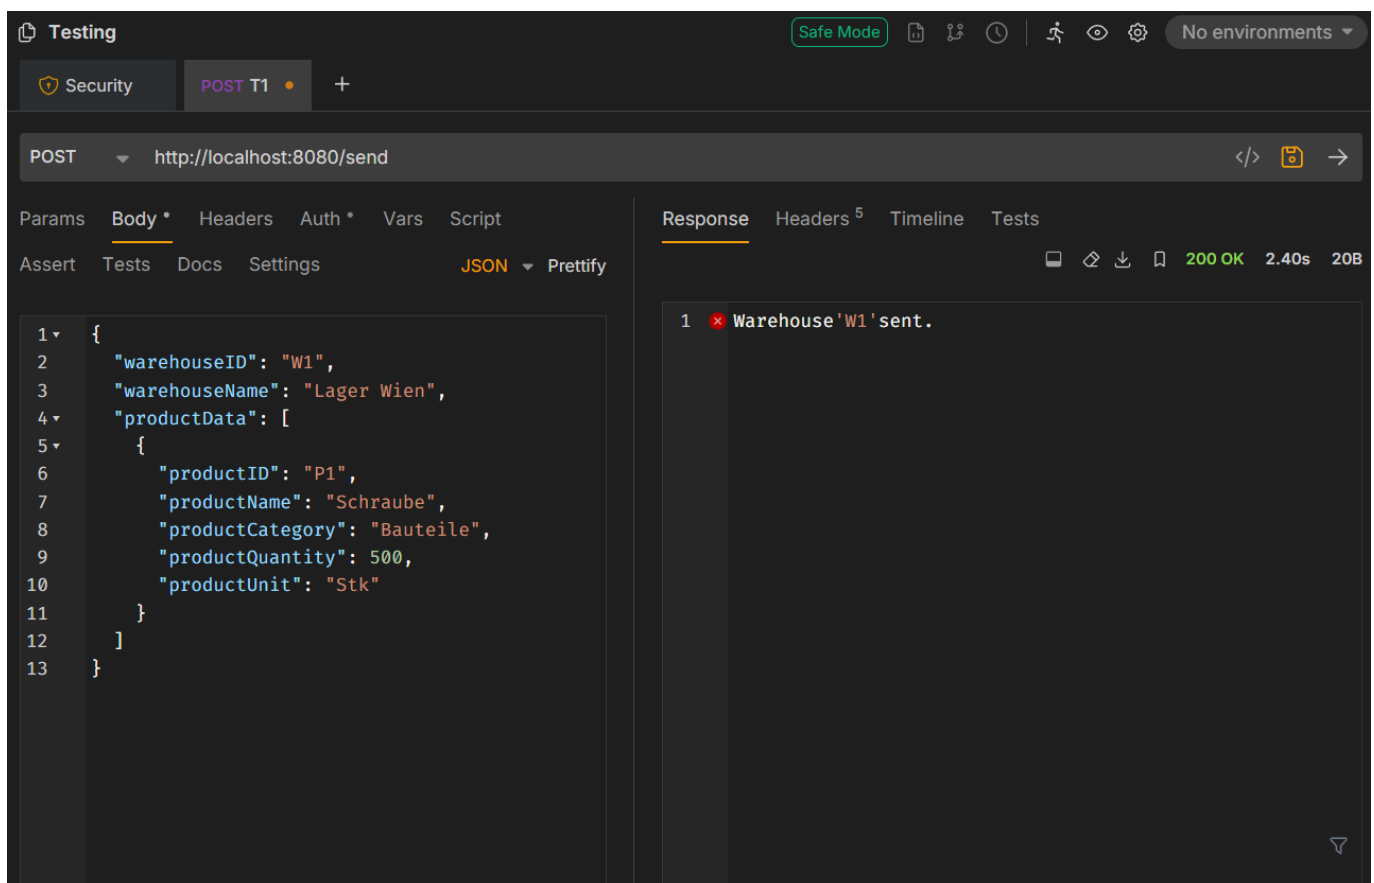 Testing
Safe Mode
No environments
Security
POST T1
+
POST
http://localhost:8080/send
Params Body Headers Auth Vars Script
Assert Tests Docs Settings
JSON Prettify
1 {
2 "warehouseID": "W1",
3 "warehouseName": "Lager Wien",
4 "productData": [
5 {
6 "productID": "P1",
7 "productName": "Schraube",
8 "productCategory": "Bauteile",
9 "productQuantity": 500,
10 "productUnit": "Stk"
11 }
12 ]
13 }
Response Headers 5 Timeline Tests
200 OK 2.40s 20B
1 Warehouse'W1'sent.